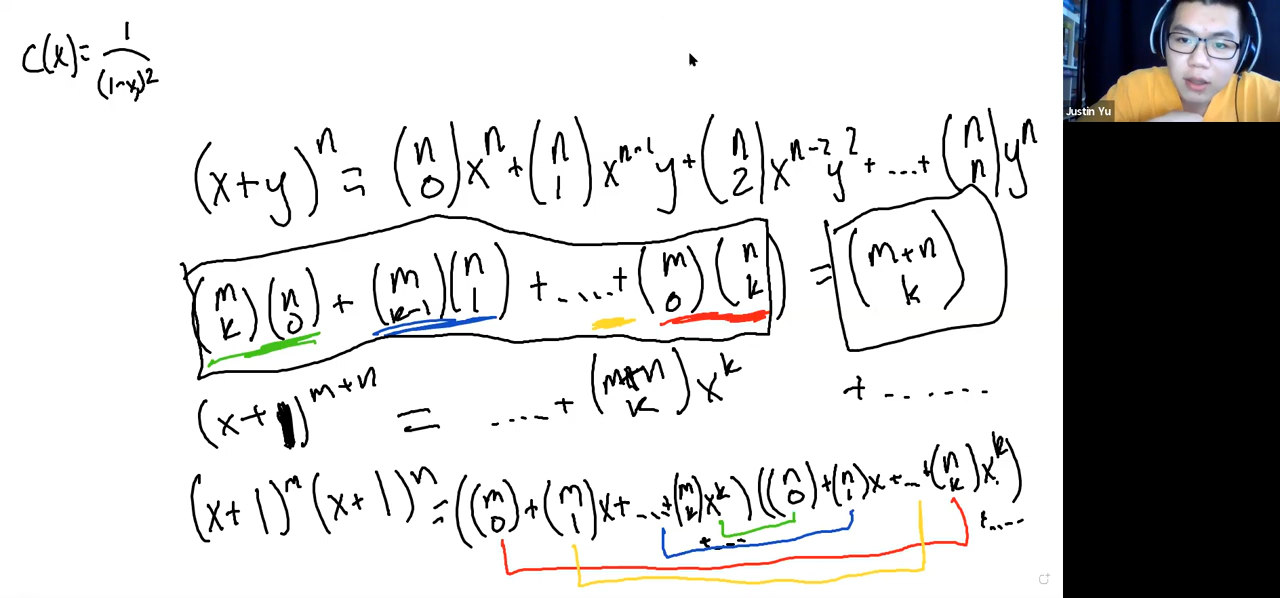 C(x) = 1/(1-x)^2
Justin Yu
(x+y)^n = (n 0)x^n + (n 1)x^{n-1}y + (n 2)x^{n-2}y^2 + ... + (n n)y^n
(m k)(n 0) + (m k-1)(n 1) + ..... + (m 0)(n k)) = (m+n k)
(x+1)^{m+n} = .... + (m+n k)x^k + ......
(x+1)^m (x+1)^n = ((m 0) + (m 1)x + ... + (m k)x^k + ...)((n 0) + (n 1)x + ... + (n k)x^k) + ....